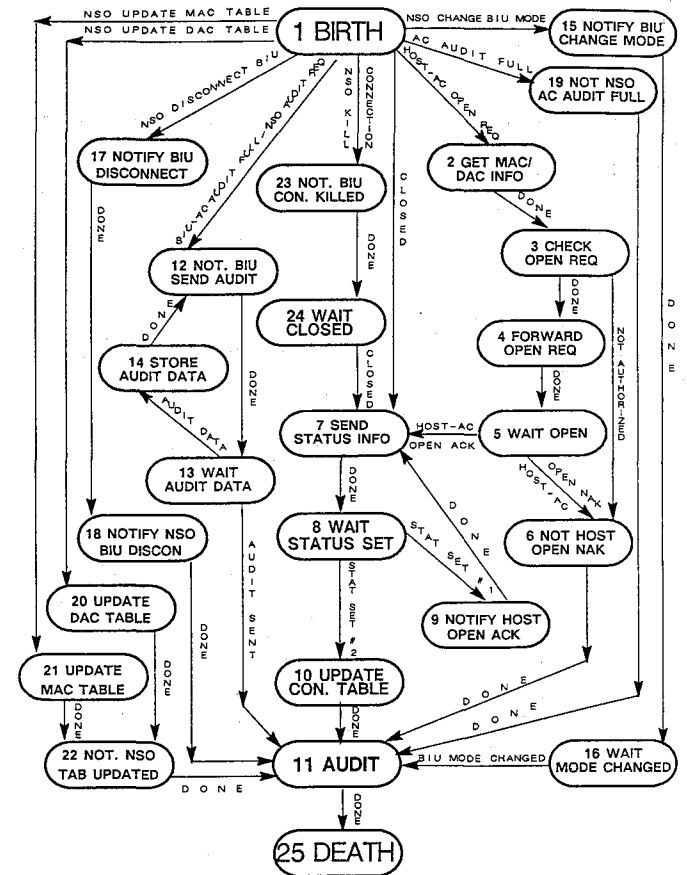 NSO UPDATE MAC TABLE
NSO UPDATE DAC TABLE
1 BIRTH
NSO CHANGE BIU MODE
15 NOTIFY BIU
CHANGE MODE
AC AUDIT FULL
19 NOT NSO
AC AUDIT FULL
NSO DISCONNECT BIU
BIU-AC AUDIT FULL-NSO AUDIT REQ
NSO KILL
CONNECTION
CLOSED
HOST-AC OPEN REQ
17 NOTIFY BIU
DISCONNECT
23 NOT. BIU
CON. KILLED
2 GET MAC/
DAC INFO
DONE
DONE
DONE
3 CHECK
OPEN REQ
12 NOT. BIU
SEND AUDIT
DONE
NOT AUTHORIZED
DONE
24 WAIT
CLOSED
4 FORWARD
OPEN REQ
DONE
14 STORE
AUDIT DATA
DONE
CLOSED
DONE
AUDIT DATA
7 SEND
STATUS INFO
HOST-AC
OPEN ACK
5 WAIT OPEN
13 WAIT
AUDIT DATA
DONE
DONE
HOST-AC
OPEN NAK
18 NOTIFY NSO
BIU DISCON
8 WAIT
STATUS SET
6 NOT HOST
OPEN NAK
AUDIT SENT
STAT SET #1
STAT SET #2
20 UPDATE
DAC TABLE
9 NOTIFY HOST
OPEN ACK
DONE
DONE
21 UPDATE
MAC TABLE
10 UPDATE
CON. TABLE
DONE
DONE
DONE
DONE
22 NOT. NSO
TAB UPDATED
DONE
11 AUDIT
BIU MODE CHANGED
16 WAIT
MODE CHANGED
DONE
25 DEATH